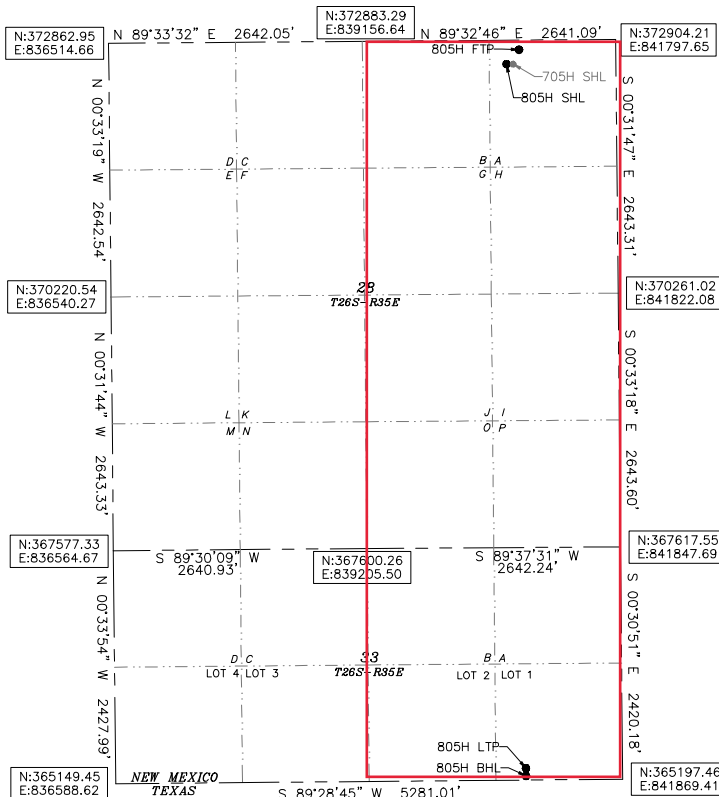 N:372862.95
E:836514.66
N 89°33'32" E 2642.05'
N:372883.29
E:839156.64
N 89°32'46" E 2641.09'
N:372904.21
E:841797.65
805H FTP
705H SHL
805H SHL
N 00°33'19" W 2642.54'
S 00°31'47" E 2643.31'
D C
E F
B A
G H
N:370220.54
E:836540.27
28
T26S-R35E
N:370261.02
E:841822.08
N 00°31'44" W 2643.33'
S 00°33'18" E 2643.60'
L K
M N
J I
O P
N:367577.33
E:836564.67
S 89°30'09" W
2640.93'
N:367600.26
E:839205.50
S 89°37'31" W
2642.24'
N:367617.55
E:841847.69
N 00°33'54" W 2427.99'
S 00°30'51" E 2420.18'
D C
LOT 4 LOT 3
33
T26S-R35E
B A
LOT 2 LOT 1
805H LTP
805H BHL
N:365149.45
E:836588.62
NEW MEXICO
TEXAS
S 89°28'45" W 5281.01'
N:365197.46
E:841869.41